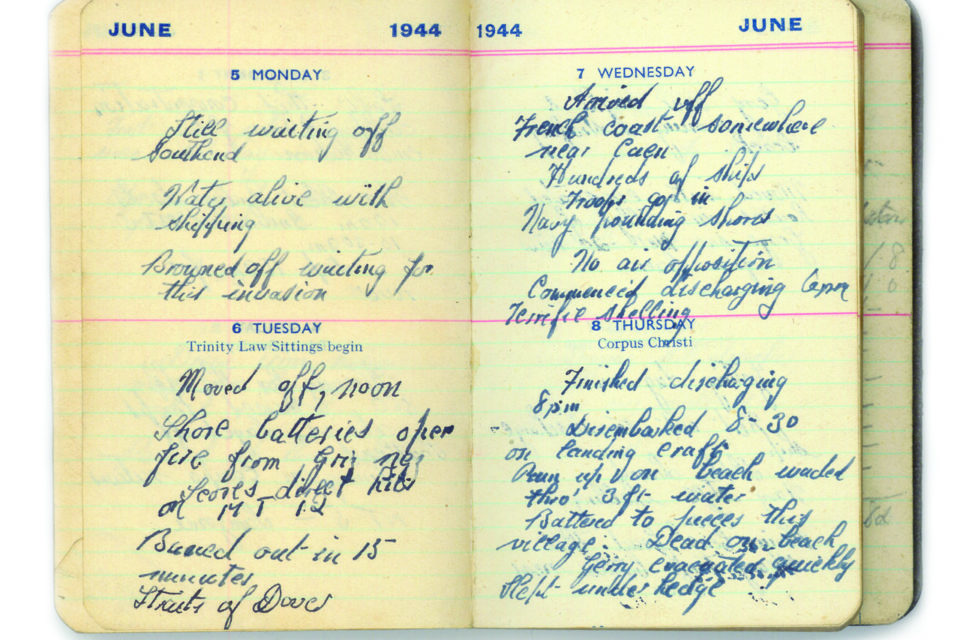 JUNE 1944
5 MONDAY
Still waiting off
Southend
Water alive with
shipping
Browned off waiting for
this invasion
6 TUESDAY
Trinity Law Sittings begin
Moved off, noon
Shore batteries open
fire from Gris nez
Scores direct hits
on M T 12
Burned out in 15
minutes
Straits of Dover
1944 JUNE
7 WEDNESDAY
Arrived off
French coast somewhere
near Caen
Hundreds of ships
Troops go in
Navy pounding shores
No air opposition
Commenced discharging 6pm
Terrific shelling
8 THURSDAY
Corpus Christi
Finished discharging
8pm
Disembarked 8-30
on landing craft
Run up on beach waded
thro' 3 ft water
Battered to pieces this
village. Dead on beach
Gerry evacuated quickly
Slept under hedge